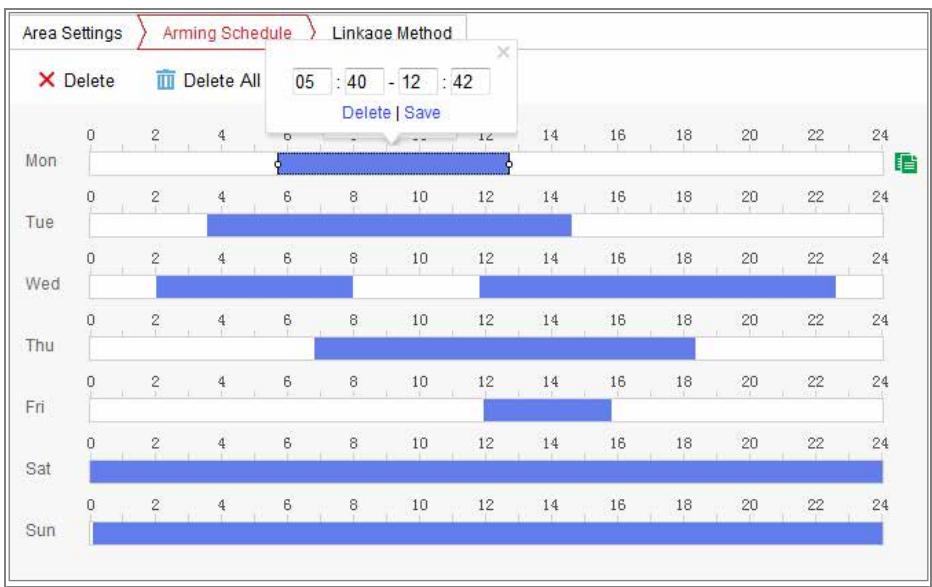 Area Settings Arming Schedule Linkage Method
Delete Delete All
05 : 40 - 12 : 42
Delete | Save
0 2 4 6 12 14 16 18 20 22 24
Mon
0 2 4 6 8 10 12 14 16 18 20 22 24
Tue
0 2 4 6 8 10 12 14 16 18 20 22 24
Wed
0 2 4 6 8 10 12 14 16 18 20 22 24
Thu
0 2 4 6 8 10 12 14 16 18 20 22 24
Fri
0 2 4 6 8 10 12 14 16 18 20 22 24
Sat
0 2 4 6 8 10 12 14 16 18 20 22 24
Sun